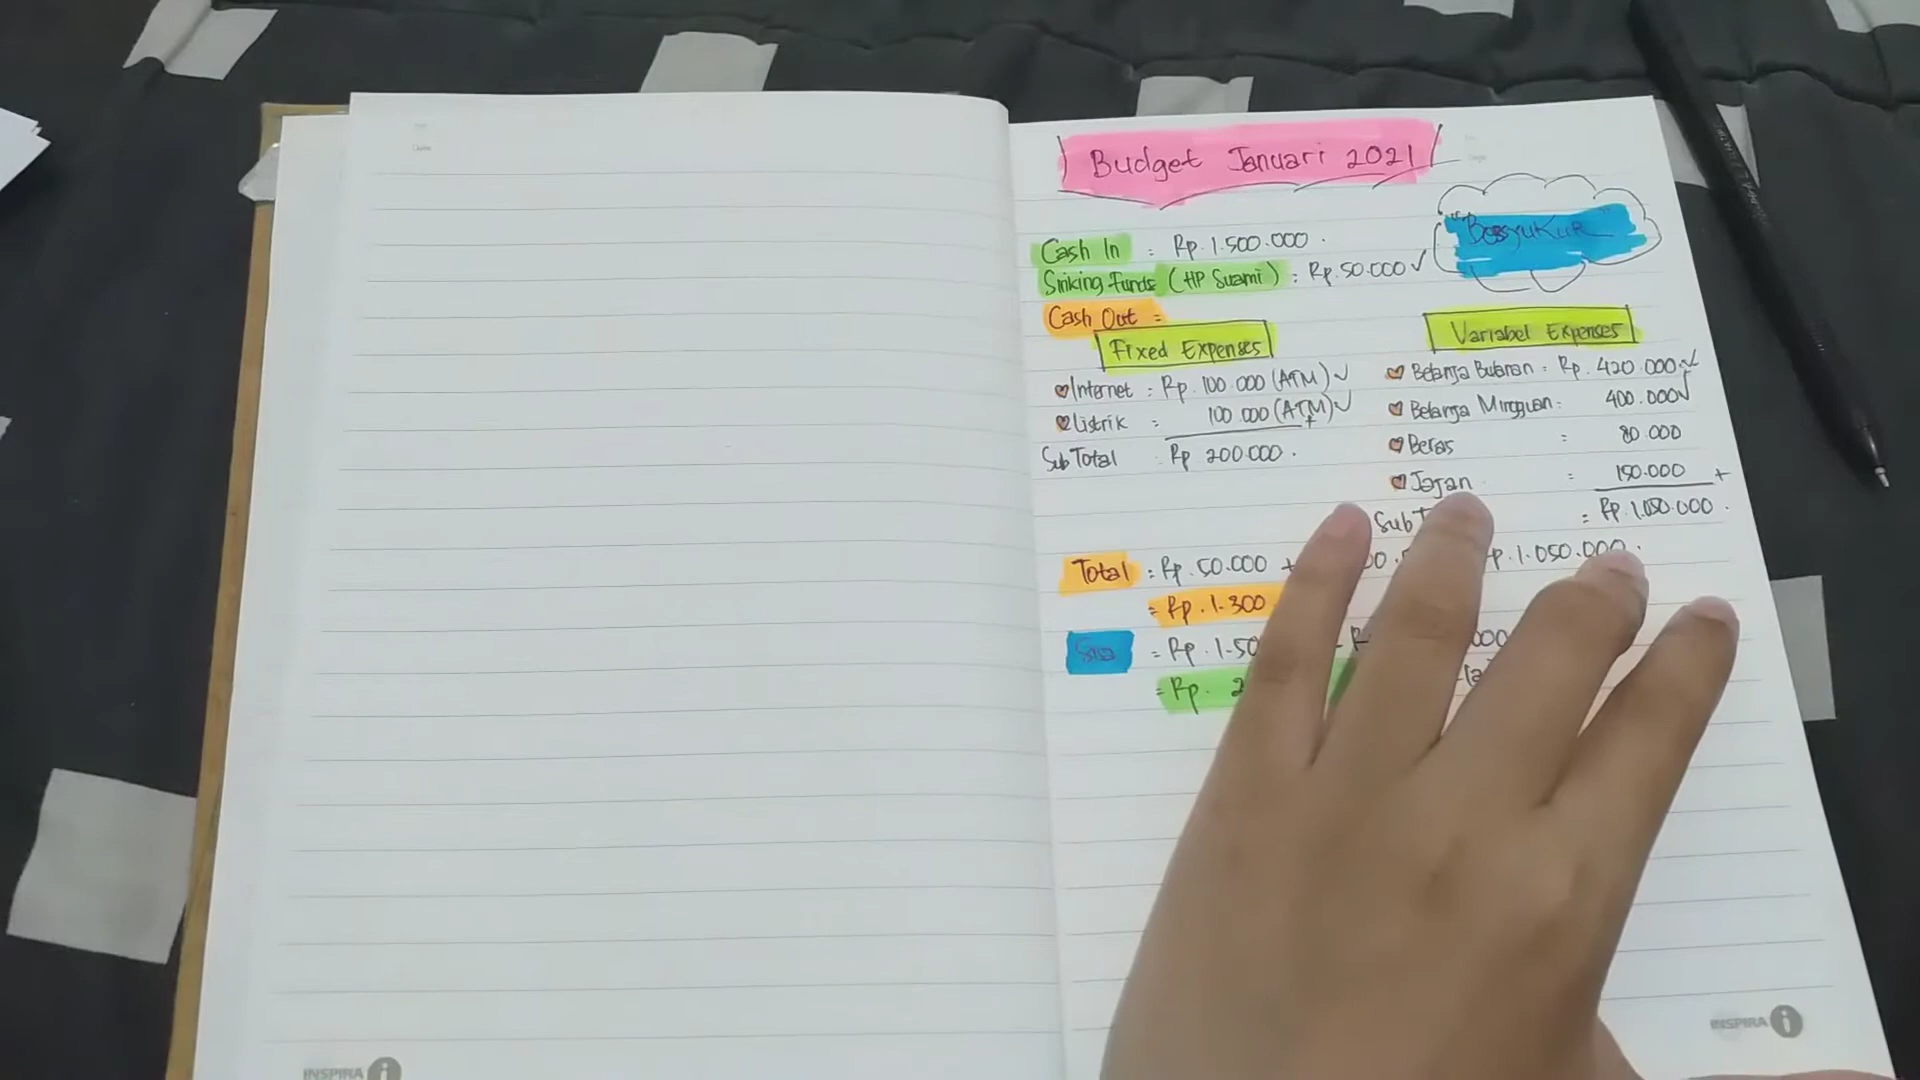 Budget Januari 2021
"Bersyukur"
Cash In : Rp. 1.500.000.
Sinking Funds (HP Suami) : Rp. 50.000 ✓
Cash Out =
Fixed Expenses
Internet : Rp. 100.000 (ATM) ✓
Listrik : 100.000 (ATM) ✓ +
Sub Total : Rp 200.000.
Variabel Expenses
Belanja Bulanan = Rp. 420.000 ✓
Belanja Mingguan : 400.000 ✓
Beras = 80.000
Jajan = 150.000 +
Sub = Rp. 1.050.000.
Total = Rp. 50.000 + 00. p. 1.050.000.
= Rp. 1.300
Sisa = Rp. 1.50 - 000
= Rp. 2
INSPIRA
INSPIRA